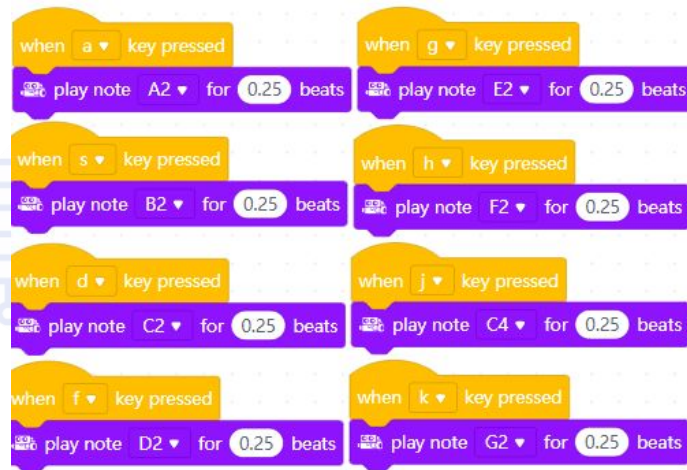 when a ▼ key pressed
play note A2 ▼ for 0.25 beats
when s ▼ key pressed
play note B2 ▼ for 0.25 beats
when d ▼ key pressed
play note C2 ▼ for 0.25 beats
when f ▼ key pressed
play note D2 ▼ for 0.25 beats
when g ▼ key pressed
play note E2 ▼ for 0.25 beats
when h ▼ key pressed
play note F2 ▼ for 0.25 beats
when j ▼ key pressed
play note C4 ▼ for 0.25 beats
when k ▼ key pressed
play note G2 ▼ for 0.25 beats